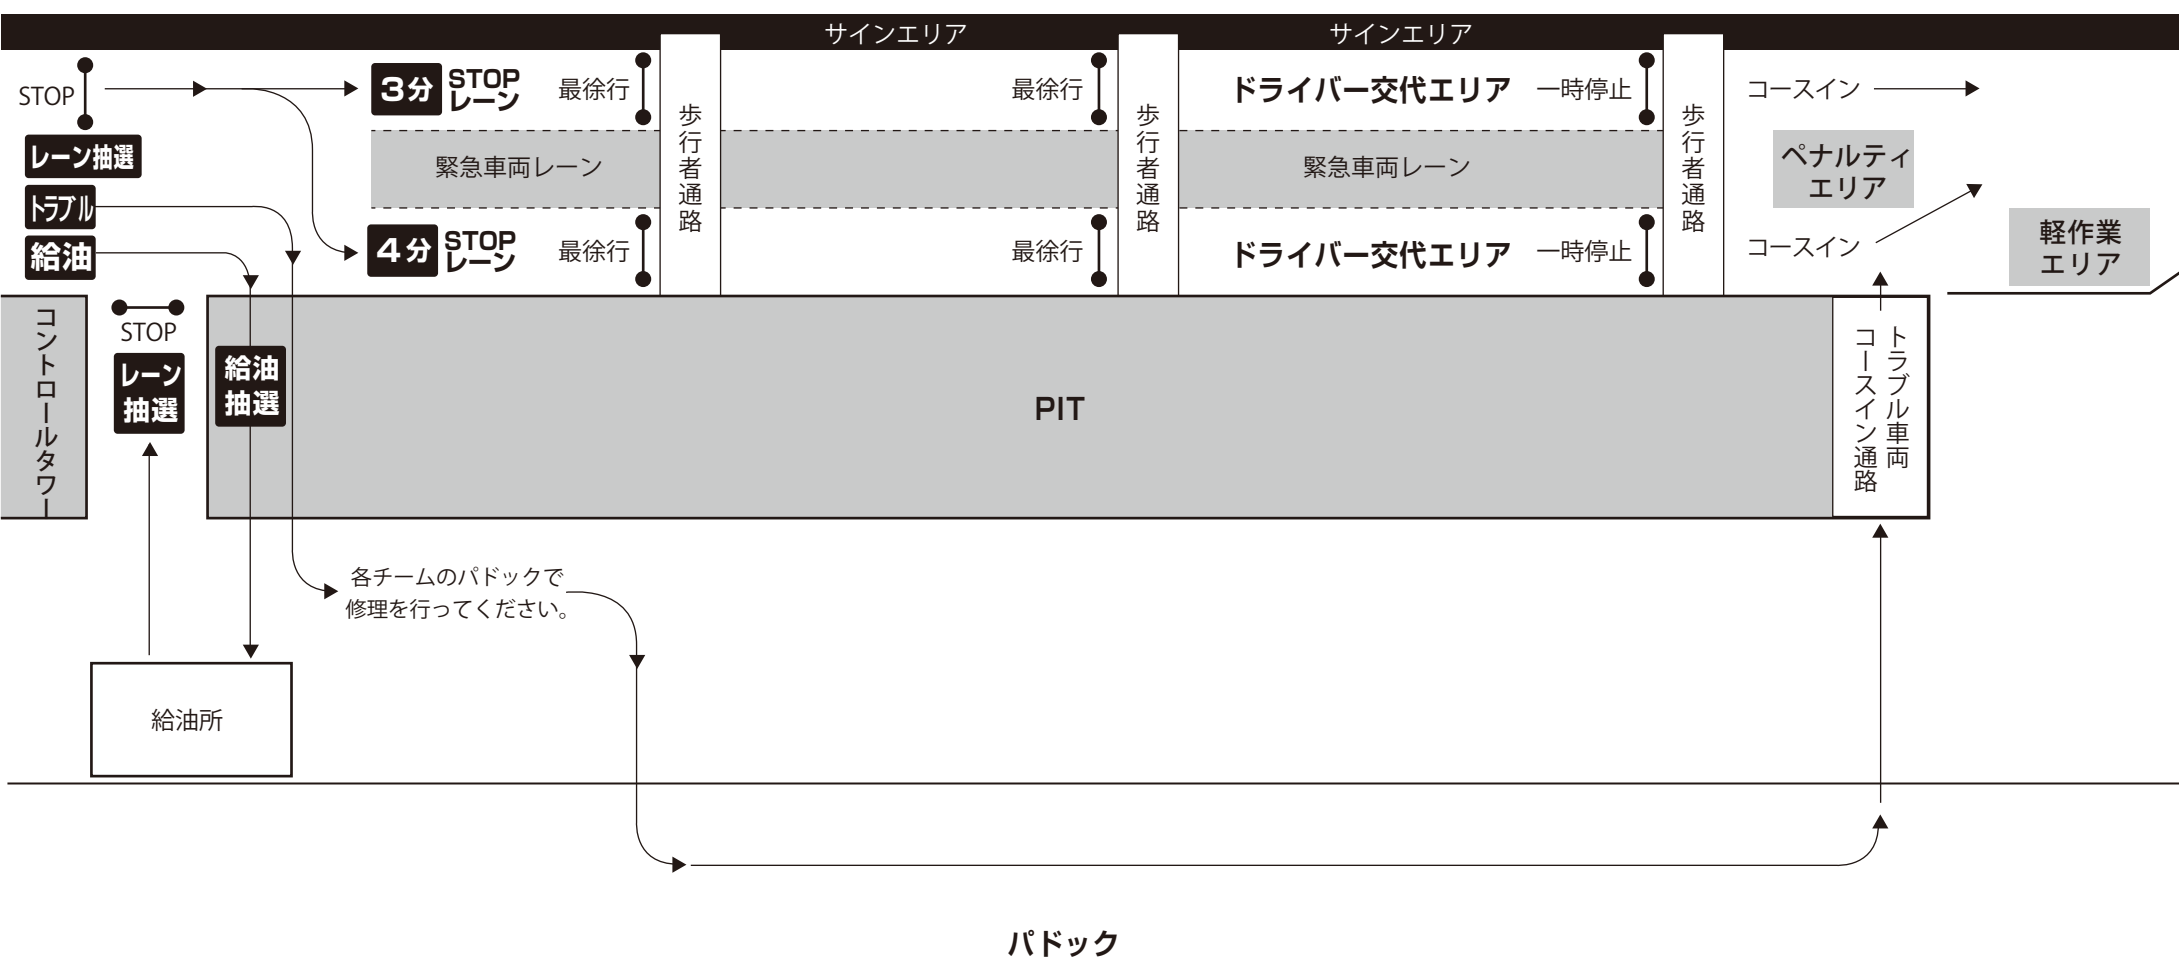 サインエリア
サインエリア
STOP
3分
STOP
レーン
最徐行
最徐行
ドライバー交代エリア
一時停止
コースイン
レーン抽選
トラブル
給油
緊急車両レーン
緊急車両レーン
歩行者通路
歩行者通路
歩行者通路
ペナルティ
エリア
4分
STOP
レーン
最徐行
最徐行
ドライバー交代エリア
一時停止
コースイン
軽作業
エリア
コントロールタワー
STOP
レーン
抽選
給油
抽選
PIT
トラブル車両
コースイン通路
各チームのパドックで
修理を行ってください。
給油所
パドック